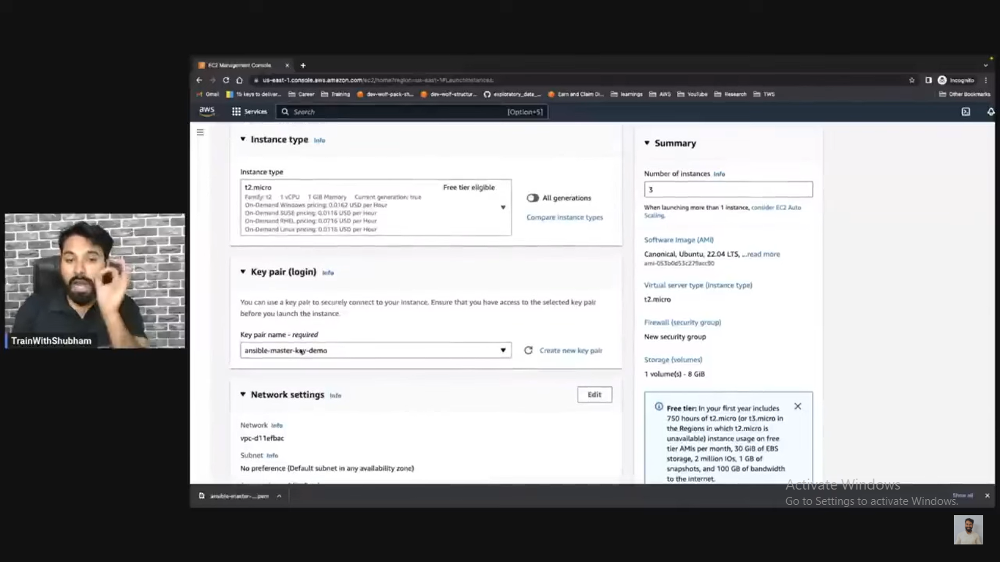 EC2 Management Console
us-east-1.console.aws.amazon.com/ec2/home?region=us-east-1#LaunchInstances:
Incognito
Gmail
15 keys to deliver...
Career
Training
dev-wolf-pack-sh...
dev-wolf-structur...
exploratory_data_...
Earn and Claim Di...
learnings
AWS
YouTube
Research
TWS
Other Bookmarks
aws
Services
Search
[Option+S]
Instance type Info
Instance type
t2.micro
Free tier eligible
Family: t2 1 vCPU 1 GiB Memory Current generation: true
On-Demand Windows pricing: 0.0162 USD per Hour
On-Demand SUSE pricing: 0.0116 USD per Hour
On-Demand RHEL pricing: 0.0716 USD per Hour
On-Demand Linux pricing: 0.0116 USD per Hour
All generations
Compare instance types
Key pair (login) Info
You can use a key pair to securely connect to your instance. Ensure that you have access to the selected key pair
before you launch the instance.
Key pair name - required
ansible-master-key-demo
Create new key pair
Network settings Info
Edit
Network Info
vpc-d11efbac
Subnet Info
No preference (Default subnet in any availability zone)
Summary
Number of instances Info
3
When launching more than 1 instance, consider EC2 Auto
Scaling.
Software Image (AMI)
Canonical, Ubuntu, 22.04 LTS, ...read more
ami-053b0d53c279acc90
Virtual server type (instance type)
t2.micro
Firewall (security group)
New security group
Storage (volumes)
1 volume(s) - 8 GiB
Free tier: In your first year includes
750 hours of t2.micro (or t3.micro in
the Regions in which t2.micro is
unavailable) instance usage on free
tier AMIs per month, 30 GiB of EBS
storage, 2 million IOs, 1 GB of
snapshots, and 100 GB of bandwidth
to the internet.
TrainWithShubham
ansible-master-....pem
Show all
Activate Windows
Go to Settings to activate Windows.